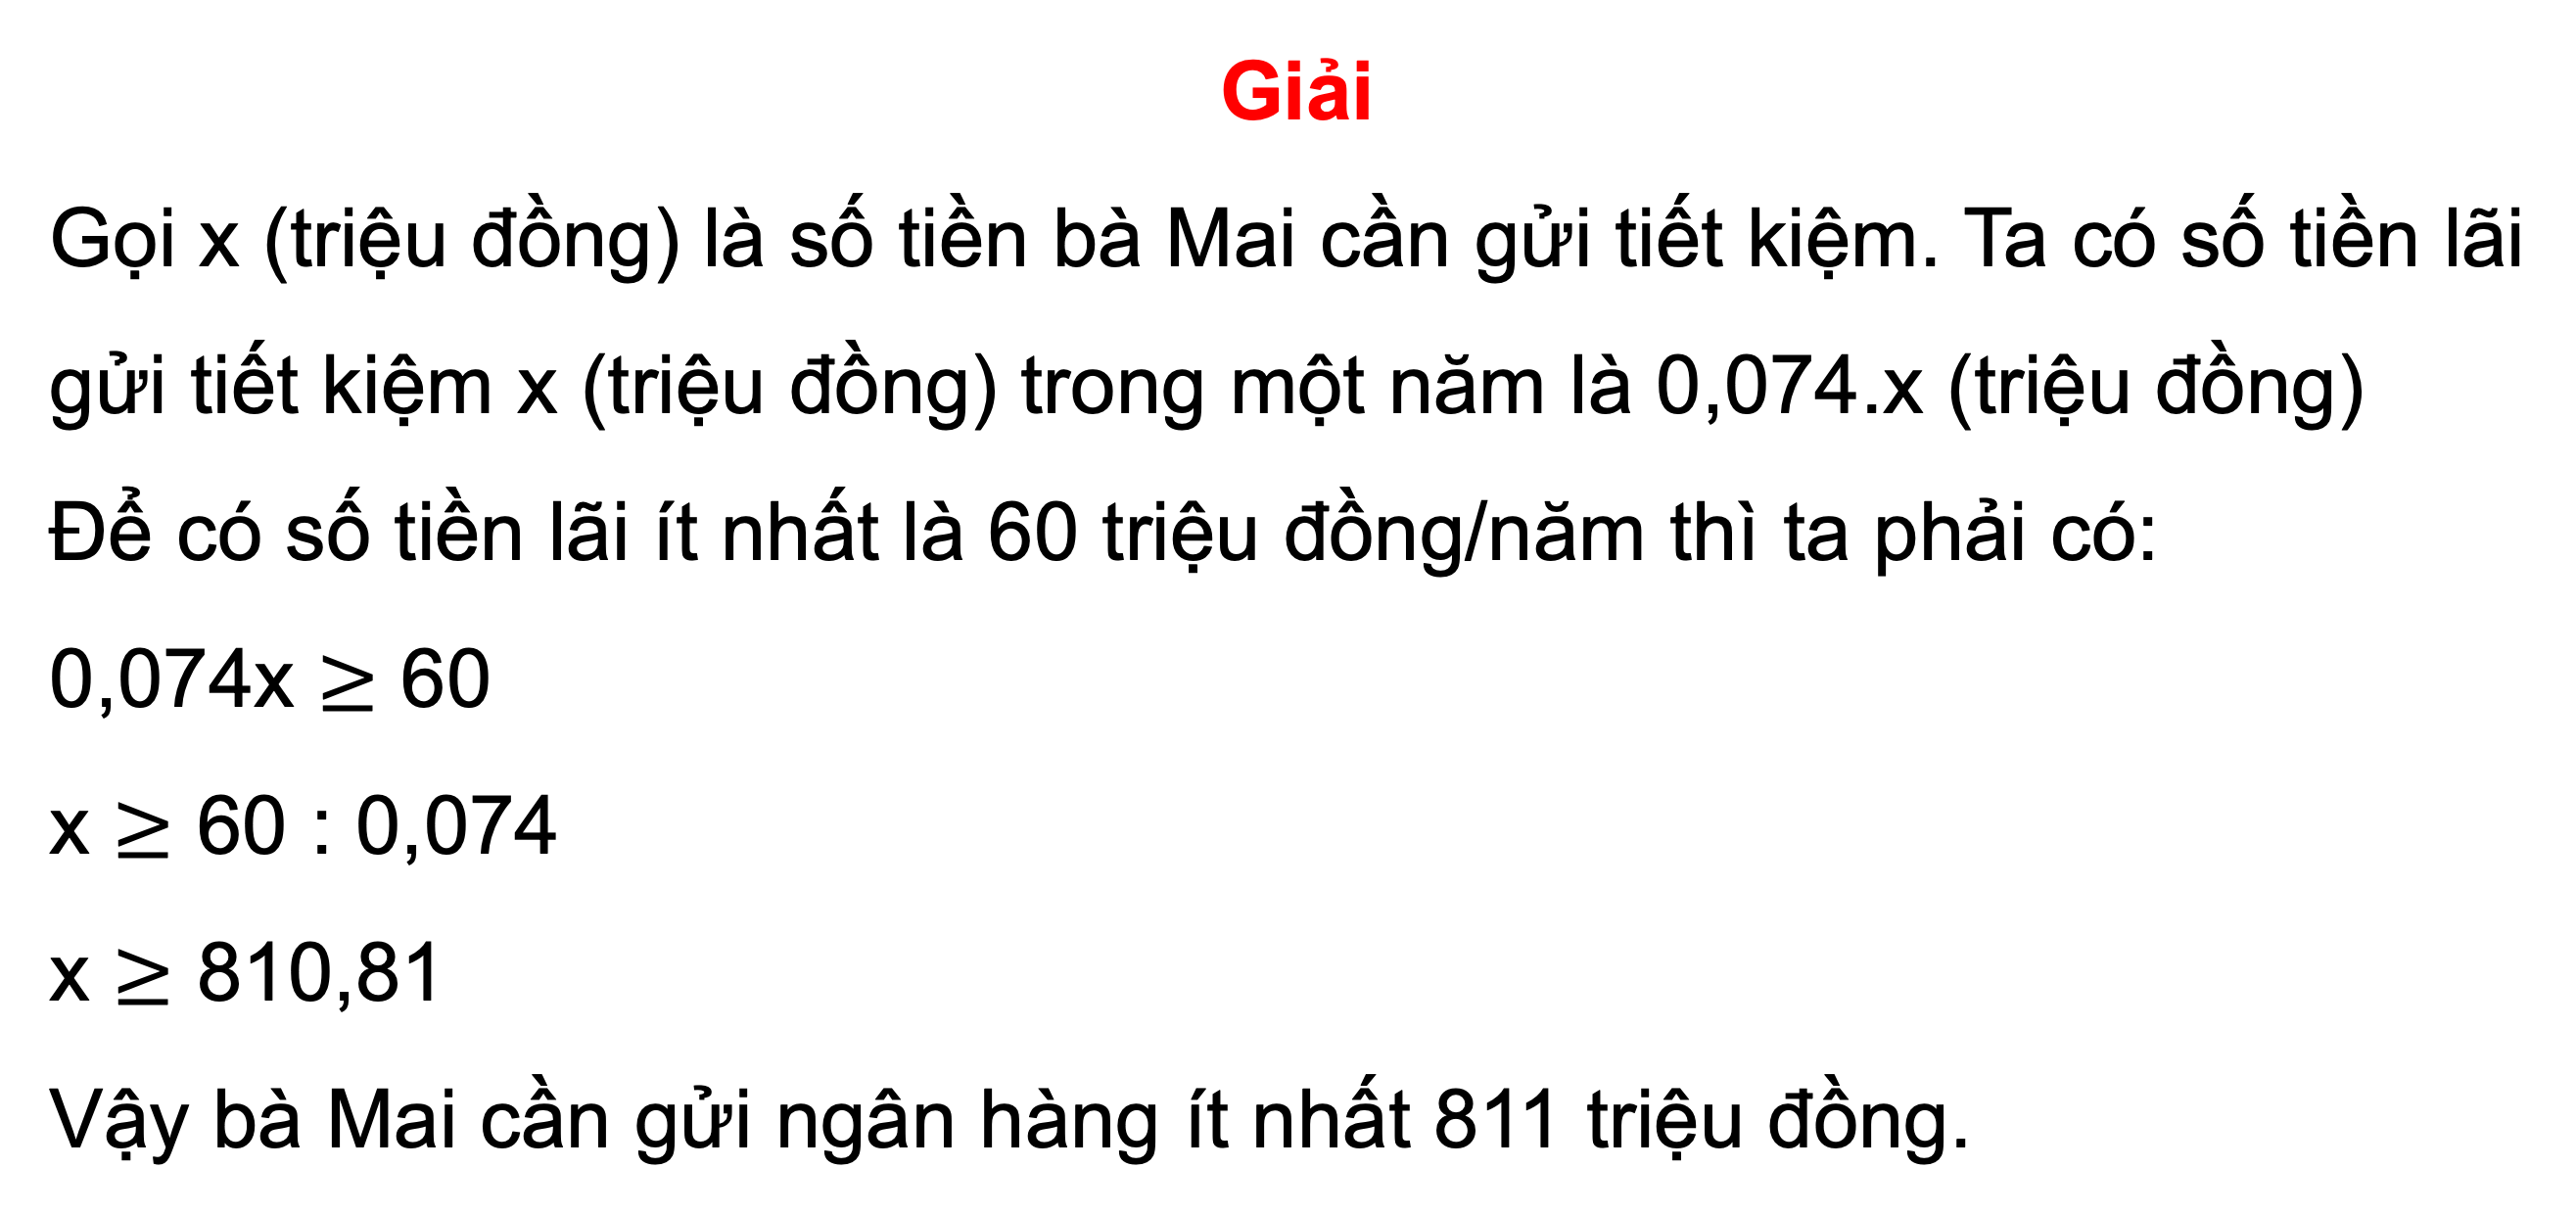 Giải
Gọi x (triệu đồng) là số tiền bà Mai cần gửi tiết kiệm. Ta có số tiền lãi
gửi tiết kiệm x (triệu đồng) trong một năm là 0,074.x (triệu đồng)
Để có số tiền lãi ít nhất là 60 triệu đồng/năm thì ta phải có:
0,074x ≥ 60
x ≥ 60 : 0,074
x ≥ 810,81
Vậy bà Mai cần gửi ngân hàng ít nhất 811 triệu đồng.